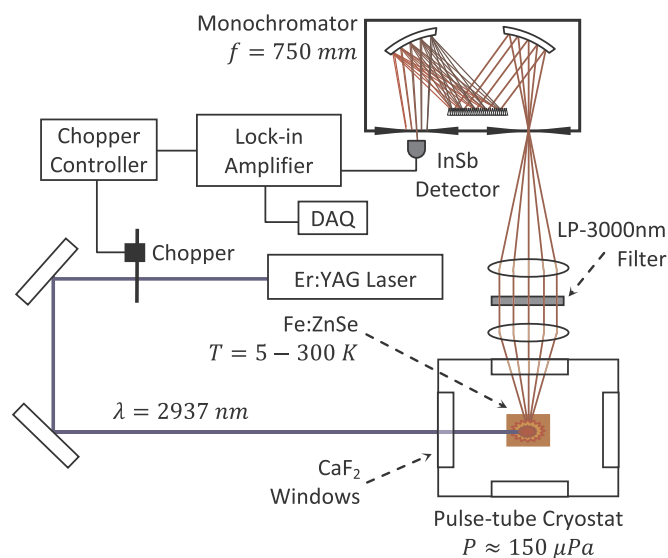 Monochromator
f = 750 mm
Chopper
Controller
Lock-in
Amplifier
InSb
Detector
DAQ
LP-3000nm
Filter
Chopper
Er:YAG Laser
Fe:ZnSe
T = 5 − 300 K
λ = 2937 nm
CaF₂
Windows
Pulse-tube Cryostat
P ≈ 150 μPa